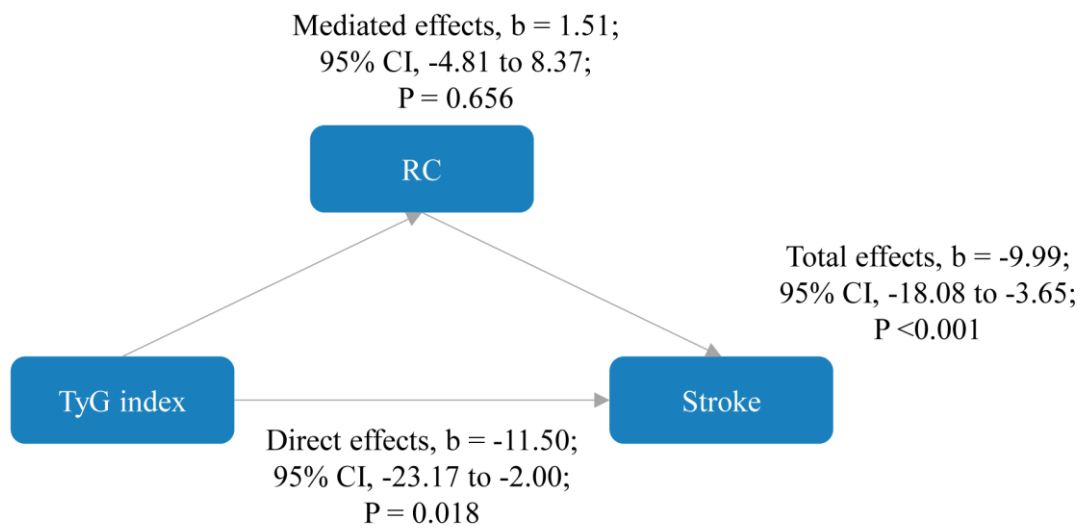 Mediated effects, b = 1.51;
95% CI, -4.81 to 8.37;
P = 0.656
RC
Total effects, b = -9.99;
95% CI, -18.08 to -3.65;
P <0.001
TyG index
Stroke
Direct effects, b = -11.50;
95% CI, -23.17 to -2.00;
P = 0.018